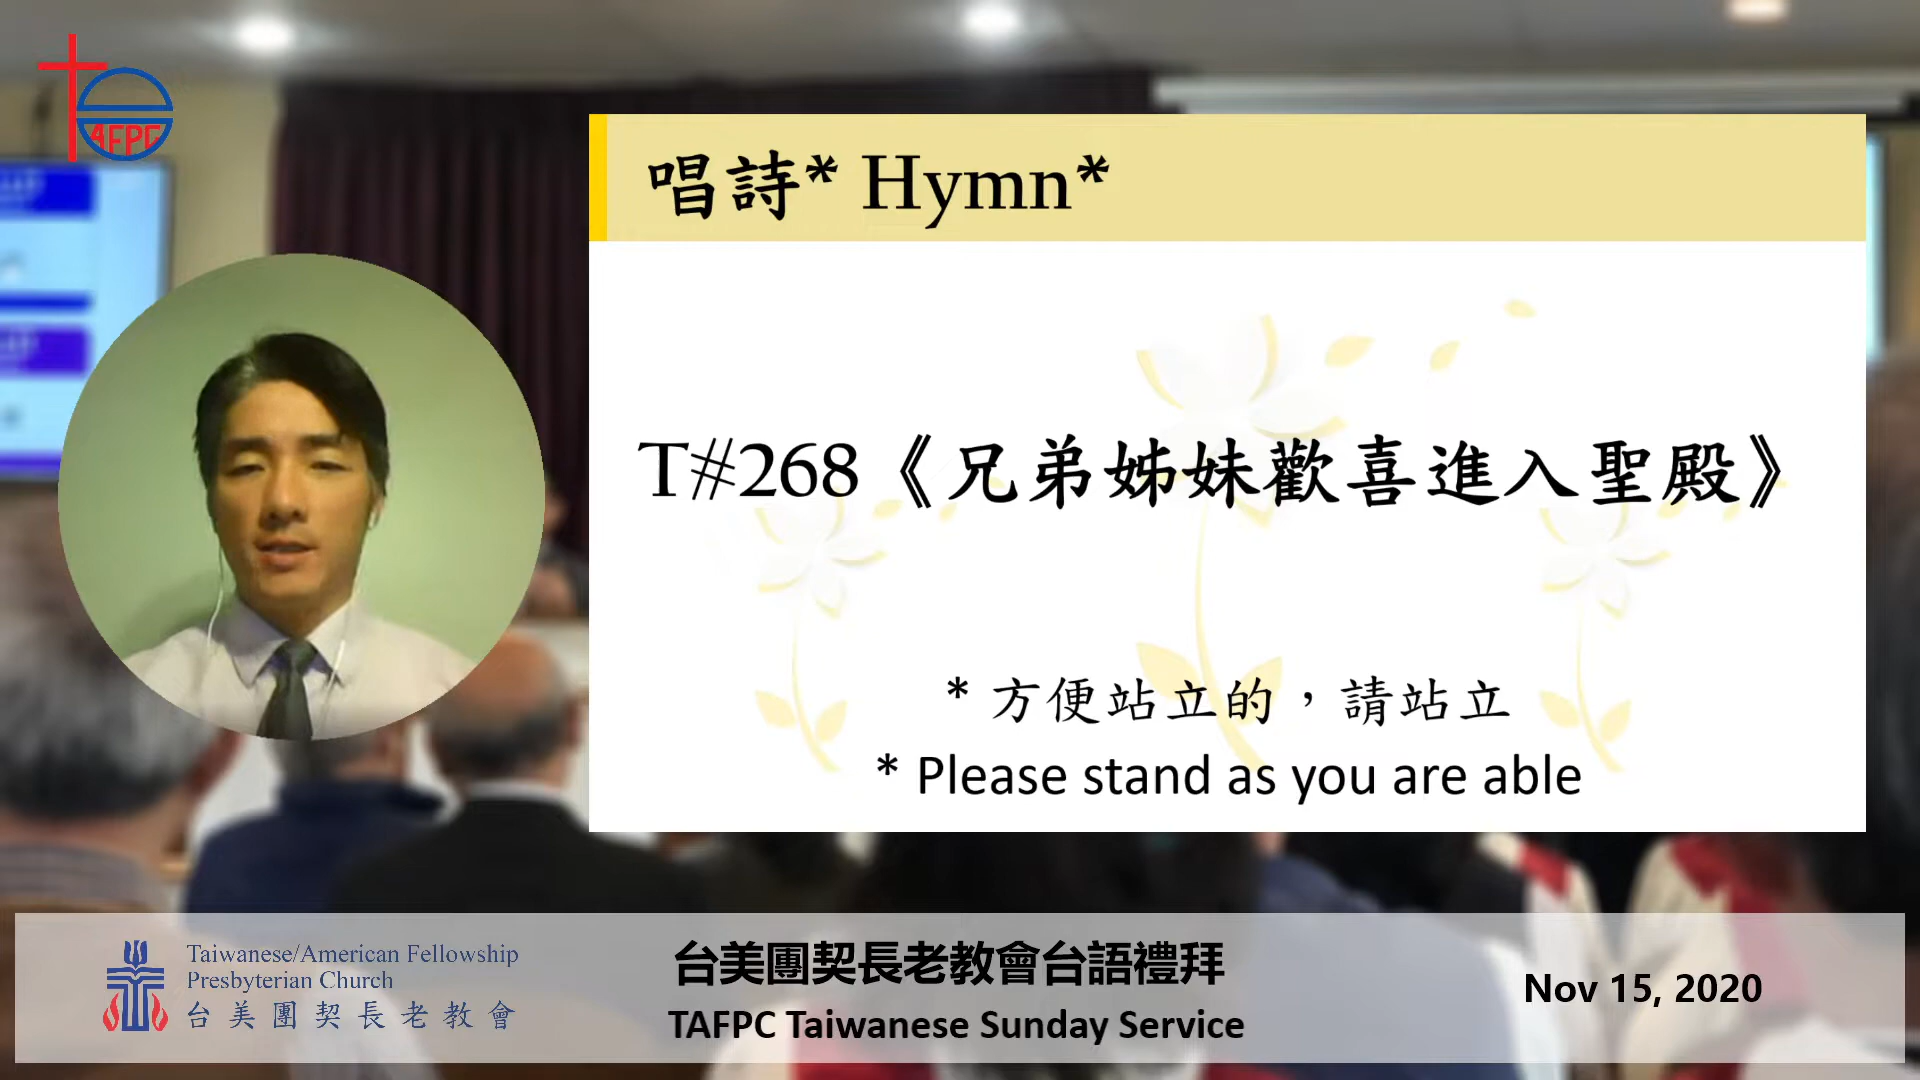 AFPC
唱詩* Hymn*
T#268《兄弟姊妹歡喜進入聖殿》
* 方便站立的，請站立
* Please stand as you are able
Taiwanese/American Fellowship
Presbyterian Church
台美團契長老教會
台美團契長老教會台語禮拜
TAFPC Taiwanese Sunday Service
Nov 15, 2020